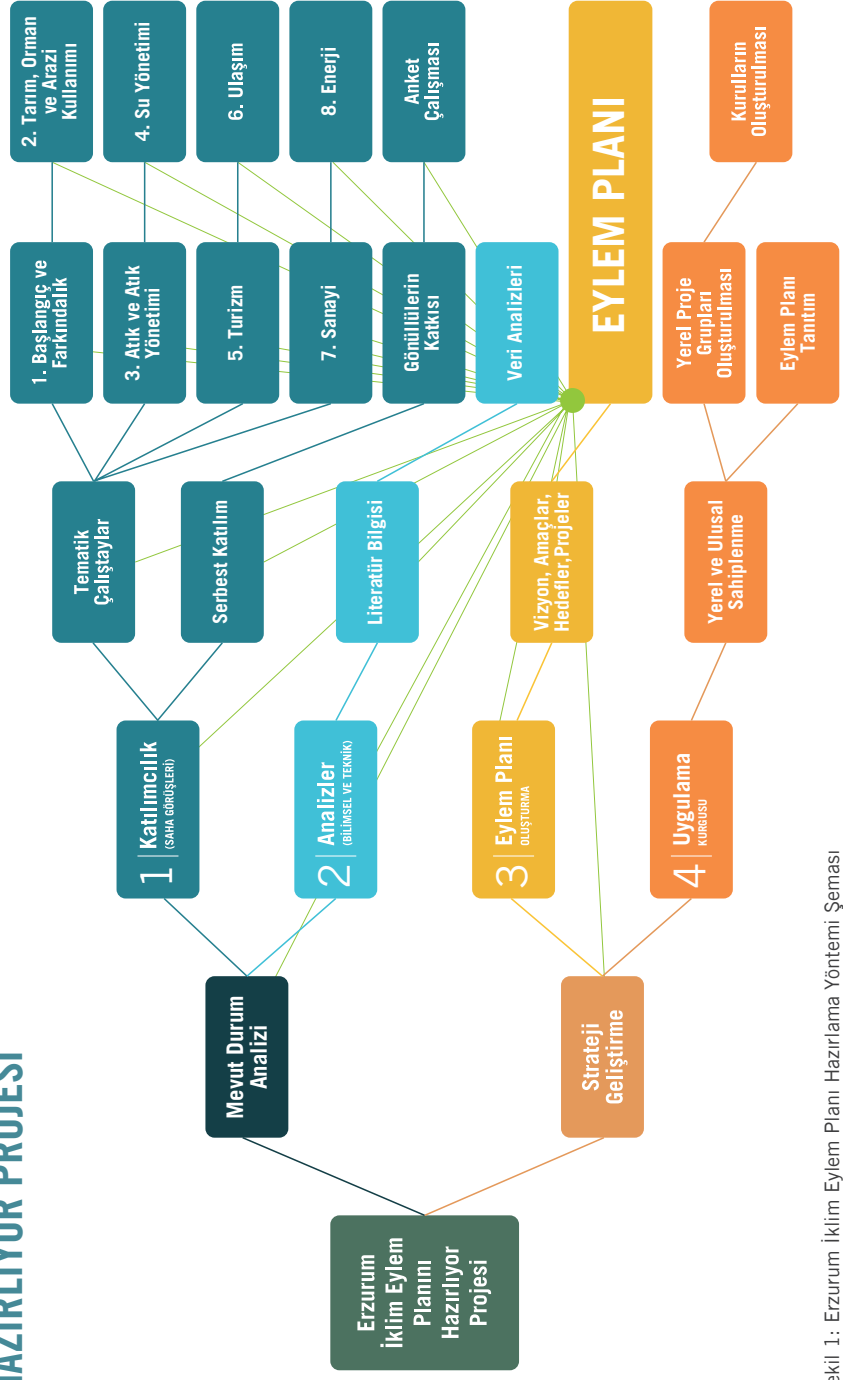 HAZIRLIYOR PROJESİ
Erzurum
İklim Eylem
Planını
Hazırlıyor
Projesi
Mevut Durum
Analizi
Strateji
Geliştirme
1 Katılımcılık
(SAHA GÖRÜŞLERİ)
2 Analizler
(BİLİMSEL VE TEKNİK)
3 Eylem Planı
OLUŞTURMA
4 Uygulama
KURGUSU
Tematik
Çalıştaylar
Serbest Katılım
Literatür Bilgisi
Vizyon, Amaçlar,
Hedefler,Projeler
Yerel ve Ulusal
Sahiplenme
1. Başlangıç ve
Farkındalık
3. Atık ve Atık
Yönetimi
5. Turizm
7. Sanayi
Gönüllülerin
Katkısı
Veri Analizleri
EYLEM PLANI
Yerel Proje
Grupları
Oluşturulması
Eylem Planı
Tanıtım
2. Tarım, Orman
ve Arazi
Kullanımı
4. Su Yönetimi
6. Ulaşım
8. Enerji
Anket
Çalışması
Kurulların
Oluşturulması
ekil 1: Erzurum İklim Eylem Planı Hazırlama Yöntemi Şeması